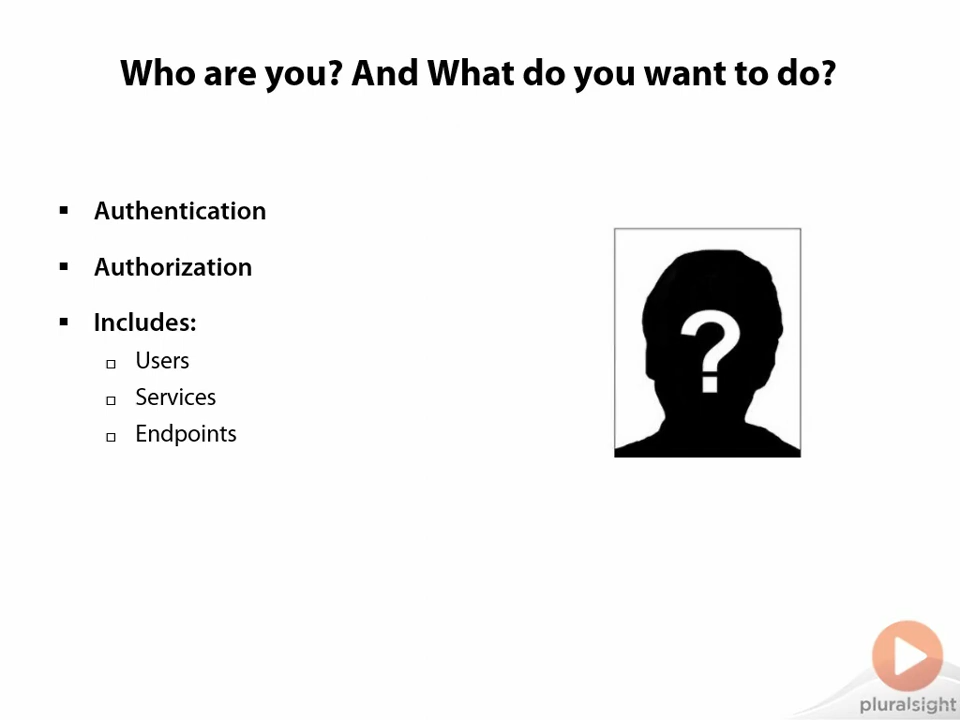 Who are you? And What do you want to do?
Authentication
Authorization
Includes:
Users
Services
Endpoints
?
pluralsight